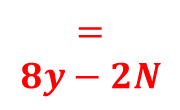 =
8y − 2N